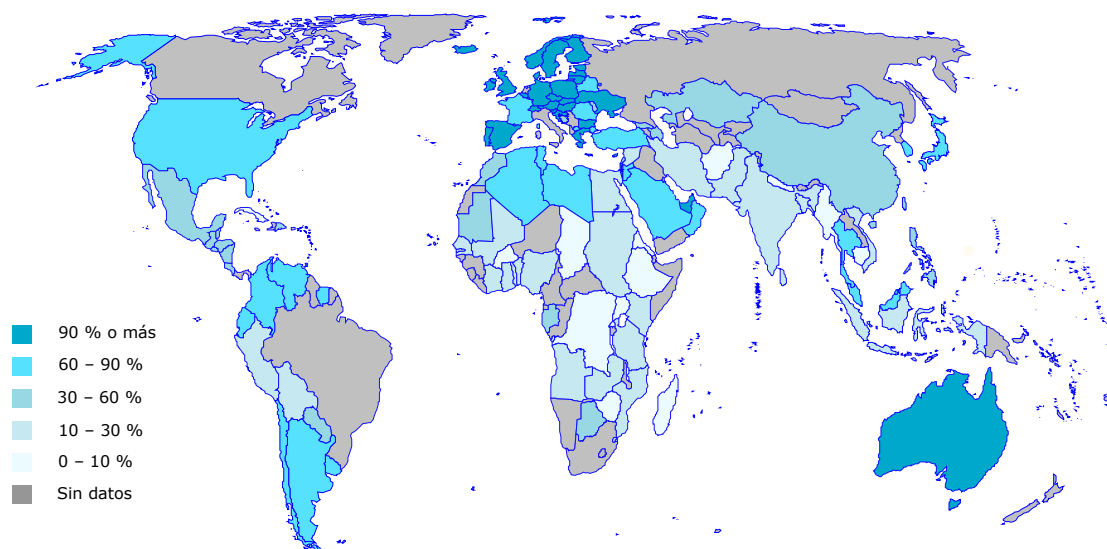 90 % o más
60 – 90 %
30 – 60 %
10 – 30 %
0 – 10 %
Sin datos